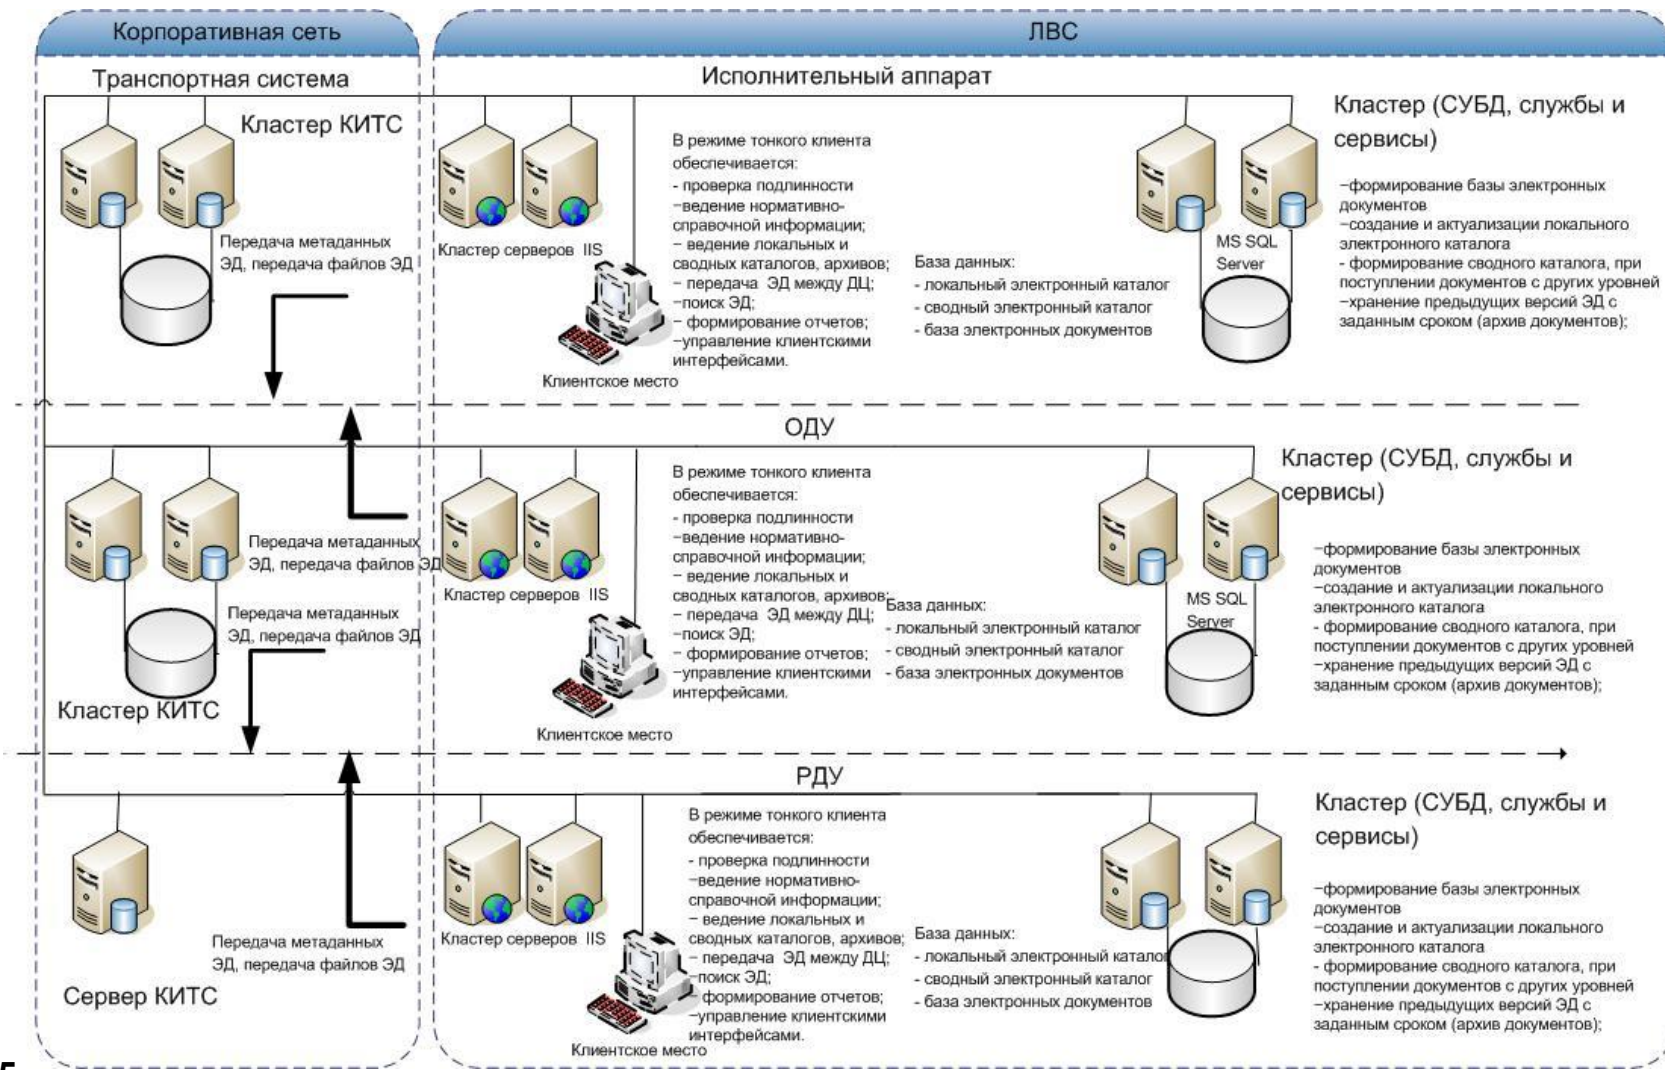 Корпоративная сеть
ЛВС
Транспортная система
Исполнительный аппарат
Кластер КИТС
Передача метаданных
ЭД, передача файлов ЭД
Кластер серверов IIS
Клиентское место
В режиме тонкого клиента
обеспечивается:
- проверка подлинности
−ведение нормативно-
справочной информации;
− ведение локальных и
сводных каталогов, архивов;
− передача ЭД между ДЦ;
−поиск ЭД;
− формирование отчетов;
−управление клиентскими
интерфейсами.
База данных:
- локальный электронный каталог
- сводный электронный каталог
- база электронных документов
MS SQL
Server
Кластер (СУБД, службы и
сервисы)
−формирование базы электронных
документов
−создание и актуализации локального
электронного каталога
- формирование сводного каталога, при
поступлении документов с других уровней
−хранение предыдущих версий ЭД с
заданным сроком (архив документов);
ОДУ
Передача метаданных
ЭД, передача файлов ЭД
Передача метаданных
ЭД, передача файлов ЭД
Кластер КИТС
Кластер серверов IIS
Клиентское место
В режиме тонкого клиента
обеспечивается:
- проверка подлинности
−ведение нормативно-
справочной информации;
− ведение локальных и
сводных каталогов, архивов;
− передача ЭД между ДЦ;
−поиск ЭД;
− формирование отчетов;
−управление клиентскими
интерфейсами.
База данных:
- локальный электронный каталог
- сводный электронный каталог
- база электронных документов
MS SQL
Server
Кластер (СУБД, службы и
сервисы)
−формирование базы электронных
документов
−создание и актуализации локального
электронного каталога
- формирование сводного каталога, при
поступлении документов с других уровней
−хранение предыдущих версий ЭД с
заданным сроком (архив документов);
РДУ
Передача метаданных
ЭД, передача файлов ЭД
Сервер КИТС
Кластер серверов IIS
Клиентское место
В режиме тонкого клиента
обеспечивается:
- проверка подлинности
−ведение нормативно-
справочной информации;
− ведение локальных и
сводных каталогов, архивов;
− передача ЭД между ДЦ;
−поиск ЭД;
− формирование отчетов;
−управление клиентскими
интерфейсами.
База данных:
- локальный электронный каталог
- сводный электронный каталог
- база электронных документов
Кластер (СУБД, службы и
сервисы)
−формирование базы электронных
документов
−создание и актуализации локального
электронного каталога
- формирование сводного каталога, при
поступлении документов с других уровней
−хранение предыдущих версий ЭД с
заданным сроком (архив документов);